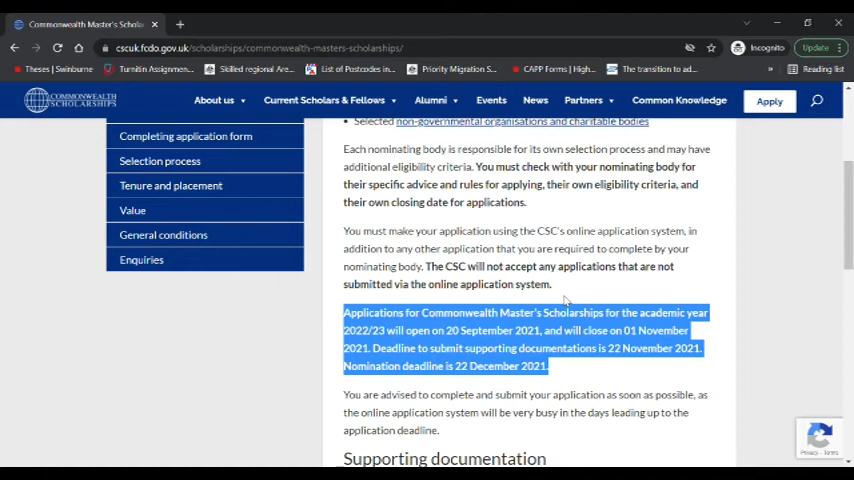 Commonwealth Master's Schola
Incognito
Update
cscuk.fcdo.gov.uk/scholarships/commonwealth-masters-scholarships/
Theses | Swinburne
Turnitin Assignmen...
Skilled regional Area...
List of Postcodes in...
Priority Migration S...
CAPP Forms | High...
The transition to ad...
»
Reading list
COMMONWEALTH
SCHOLARSHIPS
About us
Current Scholars & Fellows
Alumni
Events
News
Partners
Common Knowledge
Apply
Completing application form
Selection process
Tenure and placement
Value
General conditions
Enquiries
• Selected non-governmental organisations and charitable bodies
Each nominating body is responsible for its own selection process and may have
additional eligibility criteria. You must check with your nominating body for
their specific advice and rules for applying, their own eligibility criteria, and
their own closing date for applications.
You must make your application using the CSC's online application system, in
addition to any other application that you are required to complete by your
nominating body. The CSC will not accept any applications that are not
submitted via the online application system.
Applications for Commonwealth Master's Scholarships for the academic year
2022/23 will open on 20 September 2021, and will close on 01 November
2021. Deadline to submit supporting documentations is 22 November 2021.
Nomination deadline is 22 December 2021.
You are advised to complete and submit your application as soon as possible, as
the online application system will be very busy in the days leading up to the
application deadline.
Supporting documentation
Privacy - Terms